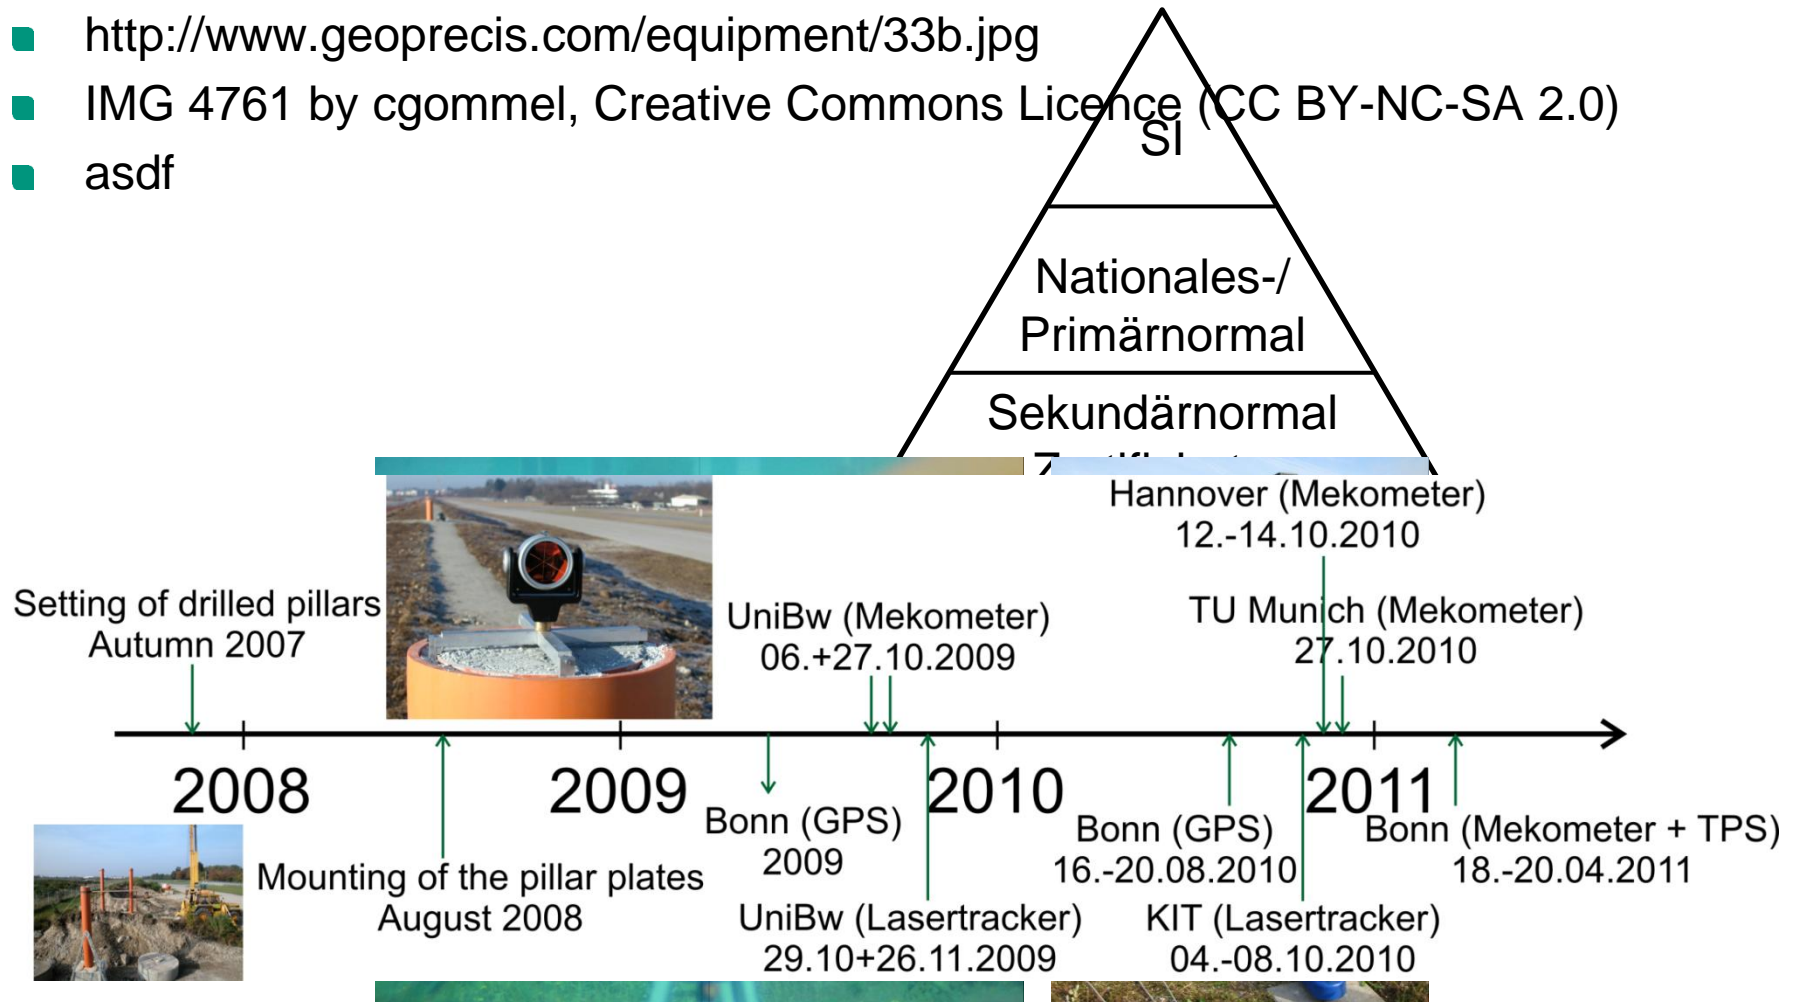 http://www.geoprecis.com/equipment/33b.jpg
IMG 4761 by cgommel, Creative Commons Licence (CC BY-NC-SA 2.0)
asdf
SI
Nationales-/
Primärnormal
Sekundärnormal
Hannover (Mekometer)
12.-14.10.2010
Setting of drilled pillars
Autumn 2007
UniBw (Mekometer)
06.+27.10.2009
TU Munich (Mekometer)
27.10.2010
2008
2009
2010
2011
Bonn (GPS)
2009
Bonn (GPS)
16.-20.08.2010
Bonn (Mekometer + TPS)
18.-20.04.2011
Mounting of the pillar plates
August 2008
UniBw (Lasertracker)
29.10+26.11.2009
KIT (Lasertracker)
04.-08.10.2010